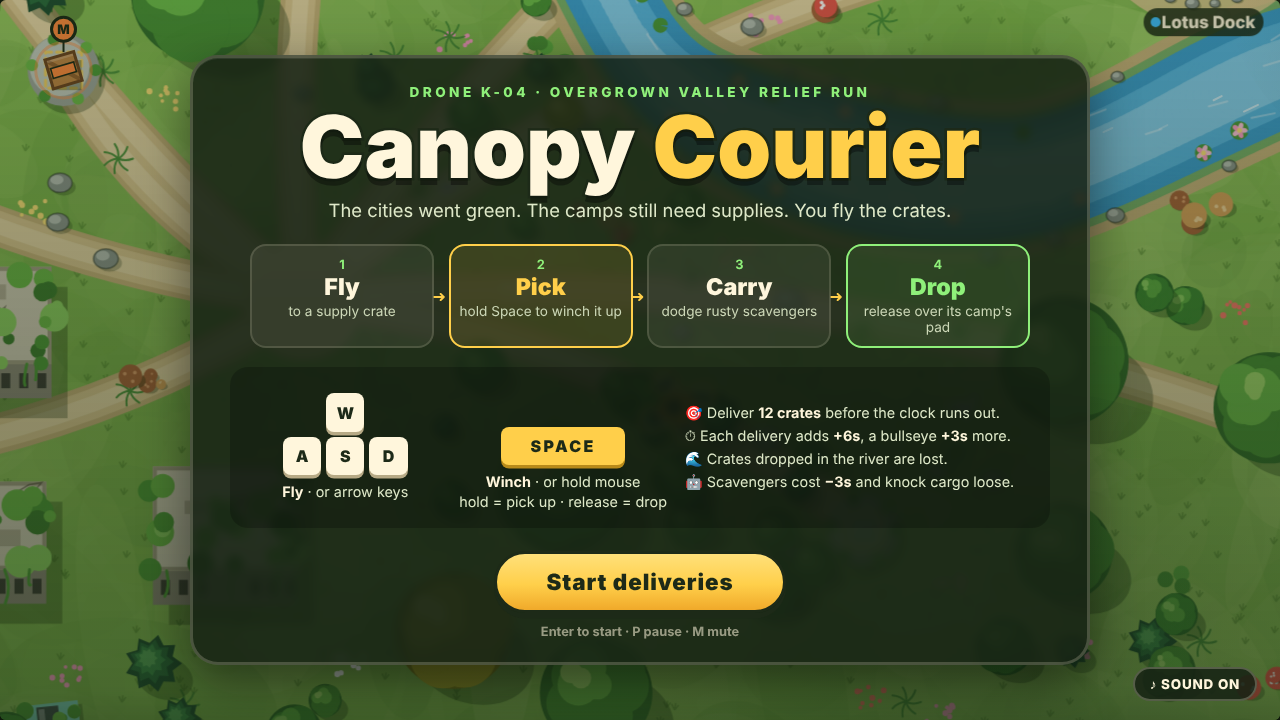 M
Lotus Dock
DRONE K-04 · OVERGROWN VALLEY RELIEF RUN
Canopy Courier
The cities went green. The camps still need supplies. You fly the crates.
1
Fly
to a supply crate
→
2
Pick
hold Space to winch it up
→
3
Carry
dodge rusty scavengers
→
4
Drop
release over its camp's
pad
W
A S D
Fly · or arrow keys
SPACE
Winch · or hold mouse
hold = pick up · release = drop
🎯 Deliver 12 crates before the clock runs out.
⏱ Each delivery adds +6s, a bullseye +3s more.
🌊 Crates dropped in the river are lost.
🤖 Scavengers cost −3s and knock cargo loose.
Start deliveries
Enter to start · P pause · M mute
♪ SOUND ON